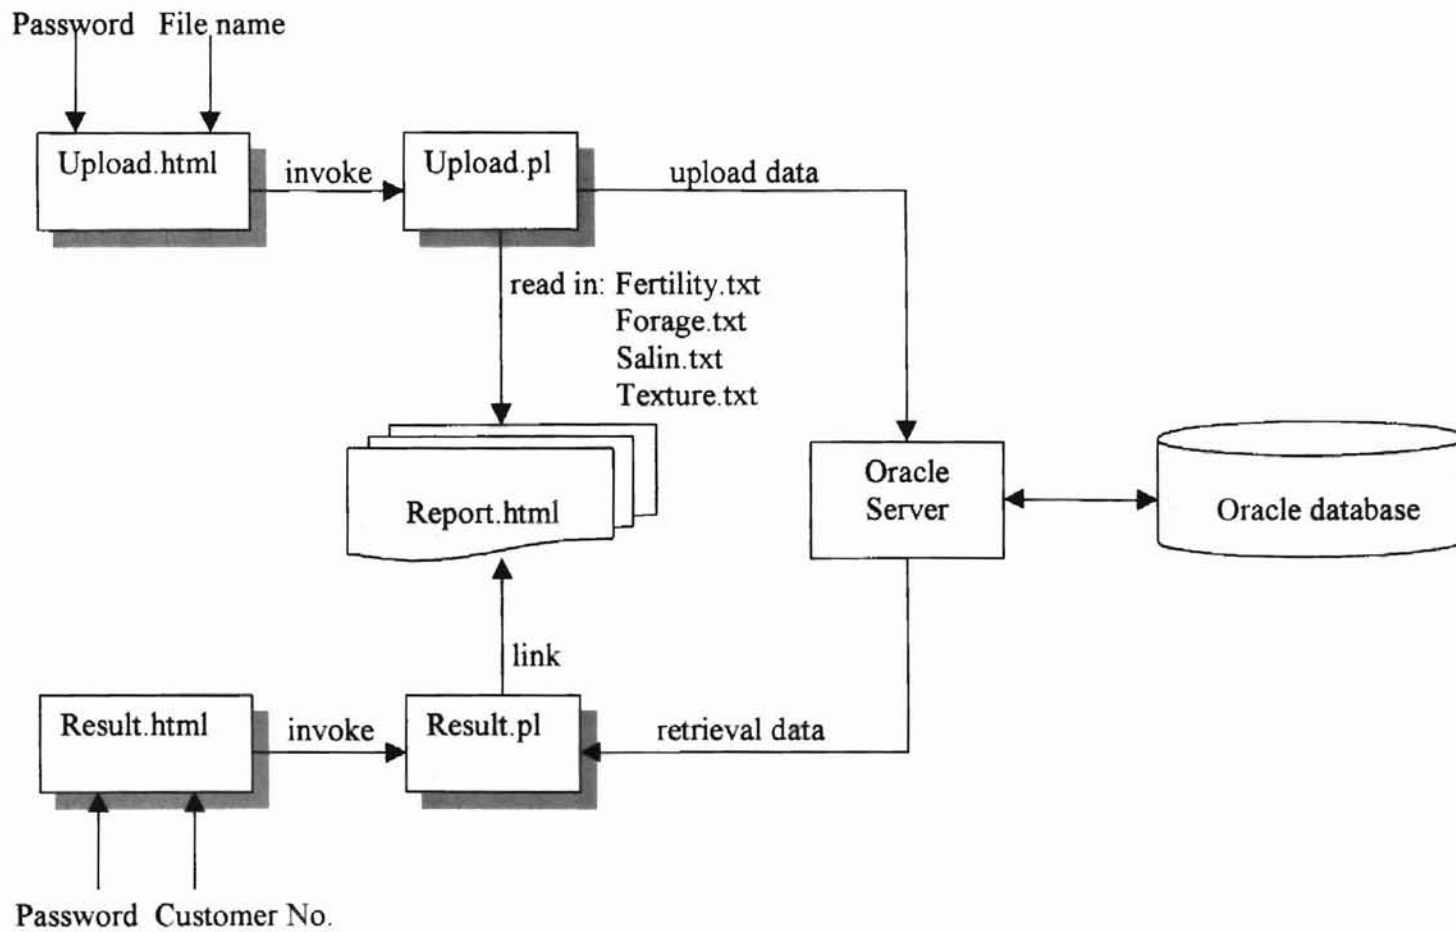 Password File name
Upload.html
invoke
Upload.pl
upload data
read in: Fertility.txt
Forage.txt
Salin.txt
Texture.txt
Report.html
Oracle
Server
Oracle database
link
Result.html
invoke
Result.pl
retrieval data
Password Customer No.